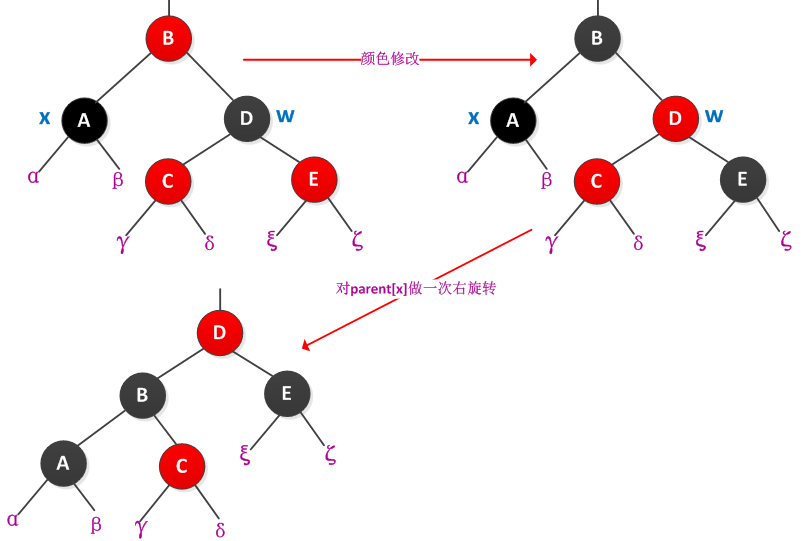 B
颜色修改
B
x A D w
x A D w
α β C E
α β C E
γ δ ξ ζ
γ δ ξ ζ
对parent[x]做一次右旋转
D
B E
A C ξ ζ
α β γ δ